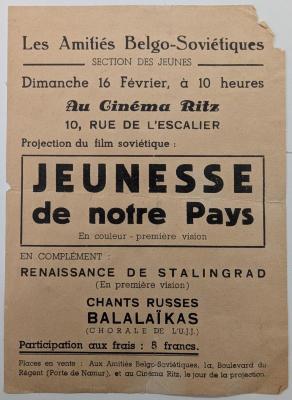 Les Amitiés Belgo-Soviétiques
SECTION DES JEUNES
Dimanche 16 Février, à 10 heures
Au Cinéma Ritz
10, RUE DE L'ESCALIER
Projection du film soviétique :
JEUNESSE
de notre Pays
En couleur - première vision
EN COMPLÉMENT :
RENAISSANCE DE STALINGRAD
(En première vision)
CHANTS RUSSES
BALALAÏKAS
(CHORALE DE L'U.J.J.)
Participation aux frais : 5 francs.
Places en vente : Aux Amitiés Belgo-Soviétiques, 1a, Boulevard du
Régent (Porte de Namur), et au Cinéma Ritz, le jour de la projection.